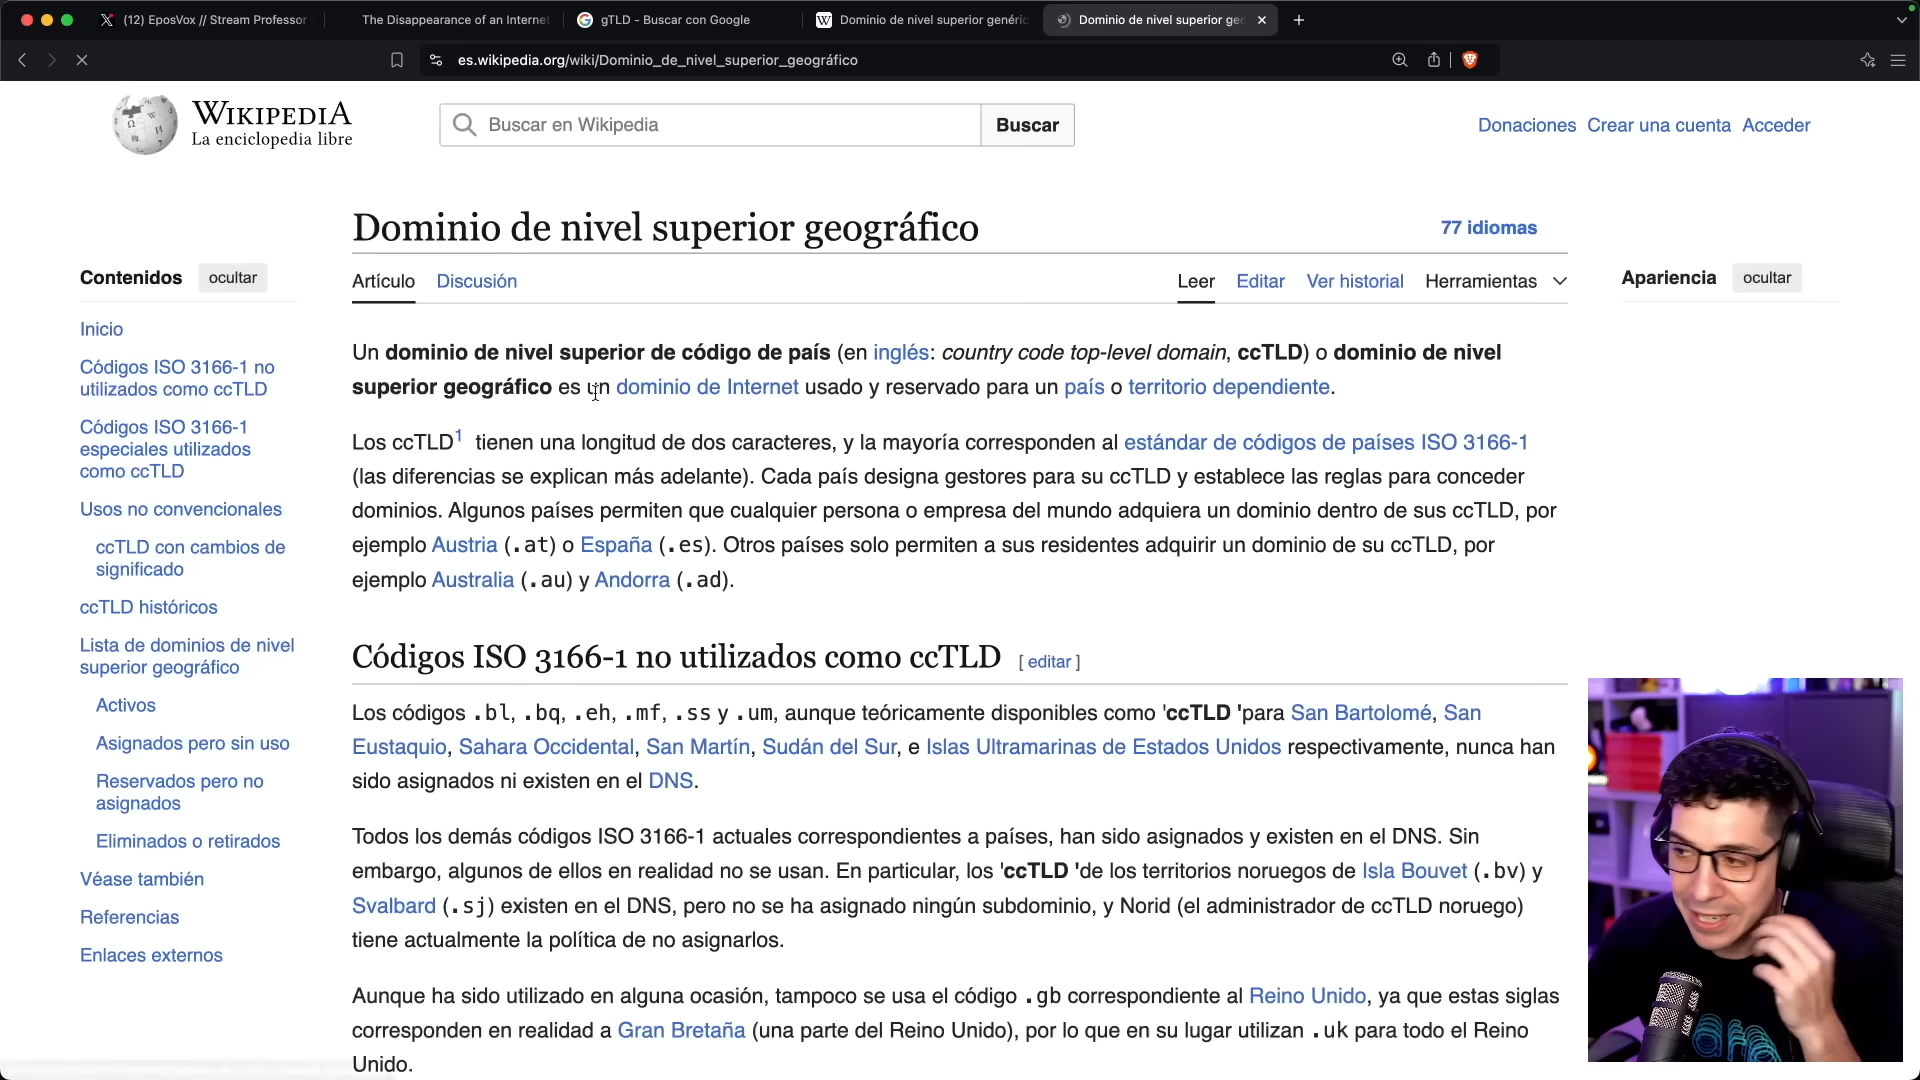 (12) EposVox // Stream Professor
The Disappearance of an Internet
gTLD - Buscar con Google
Dominio de nivel superior genéric
Dominio de nivel superior geo
es.wikipedia.org/wiki/Dominio_de_nivel_superior_geográfico
WIKIPEDIA
La enciclopedia libre
Buscar en Wikipedia
Buscar
Donaciones Crear una cuenta Acceder
Dominio de nivel superior geográfico
77 idiomas
Artículo Discusión
Leer Editar Ver historial Herramientas
Contenidos ocultar
Inicio
Códigos ISO 3166-1 no
utilizados como ccTLD
Códigos ISO 3166-1
especiales utilizados
como ccTLD
Usos no convencionales
ccTLD con cambios de
significado
ccTLD históricos
Lista de dominios de nivel
superior geográfico
Activos
Asignados pero sin uso
Reservados pero no
asignados
Eliminados o retirados
Véase también
Referencias
Enlaces externos
Apariencia ocultar
Un dominio de nivel superior de código de país (en inglés: country code top-level domain, ccTLD) o dominio de nivel
superior geográfico es un dominio de Internet usado y reservado para un país o territorio dependiente.
Los ccTLD1 tienen una longitud de dos caracteres, y la mayoría corresponden al estándar de códigos de países ISO 3166-1
(las diferencias se explican más adelante). Cada país designa gestores para su ccTLD y establece las reglas para conceder
dominios. Algunos países permiten que cualquier persona o empresa del mundo adquiera un dominio dentro de sus ccTLD, por
ejemplo Austria (.at) o España (.es). Otros países solo permiten a sus residentes adquirir un dominio de su ccTLD, por
ejemplo Australia (.au) y Andorra (.ad).
Códigos ISO 3166-1 no utilizados como ccTLD [ editar ]
Los códigos .bl, .bq, .eh, .mf, .ss y .um, aunque teóricamente disponibles como 'ccTLD 'para San Bartolomé, San
Eustaquio, Sahara Occidental, San Martín, Sudán del Sur, e Islas Ultramarinas de Estados Unidos respectivamente, nunca han
sido asignados ni existen en el DNS.
Todos los demás códigos ISO 3166-1 actuales correspondientes a países, han sido asignados y existen en el DNS. Sin
embargo, algunos de ellos en realidad no se usan. En particular, los 'ccTLD 'de los territorios noruegos de Isla Bouvet (.bv) y
Svalbard (.sj) existen en el DNS, pero no se ha asignado ningún subdominio, y Norid (el administrador de ccTLD noruego)
tiene actualmente la política de no asignarlos.
Aunque ha sido utilizado en alguna ocasión, tampoco se usa el código .gb correspondiente al Reino Unido, ya que estas siglas
corresponden en realidad a Gran Bretaña (una parte del Reino Unido), por lo que en su lugar utilizan .uk para todo el Reino
Unido.